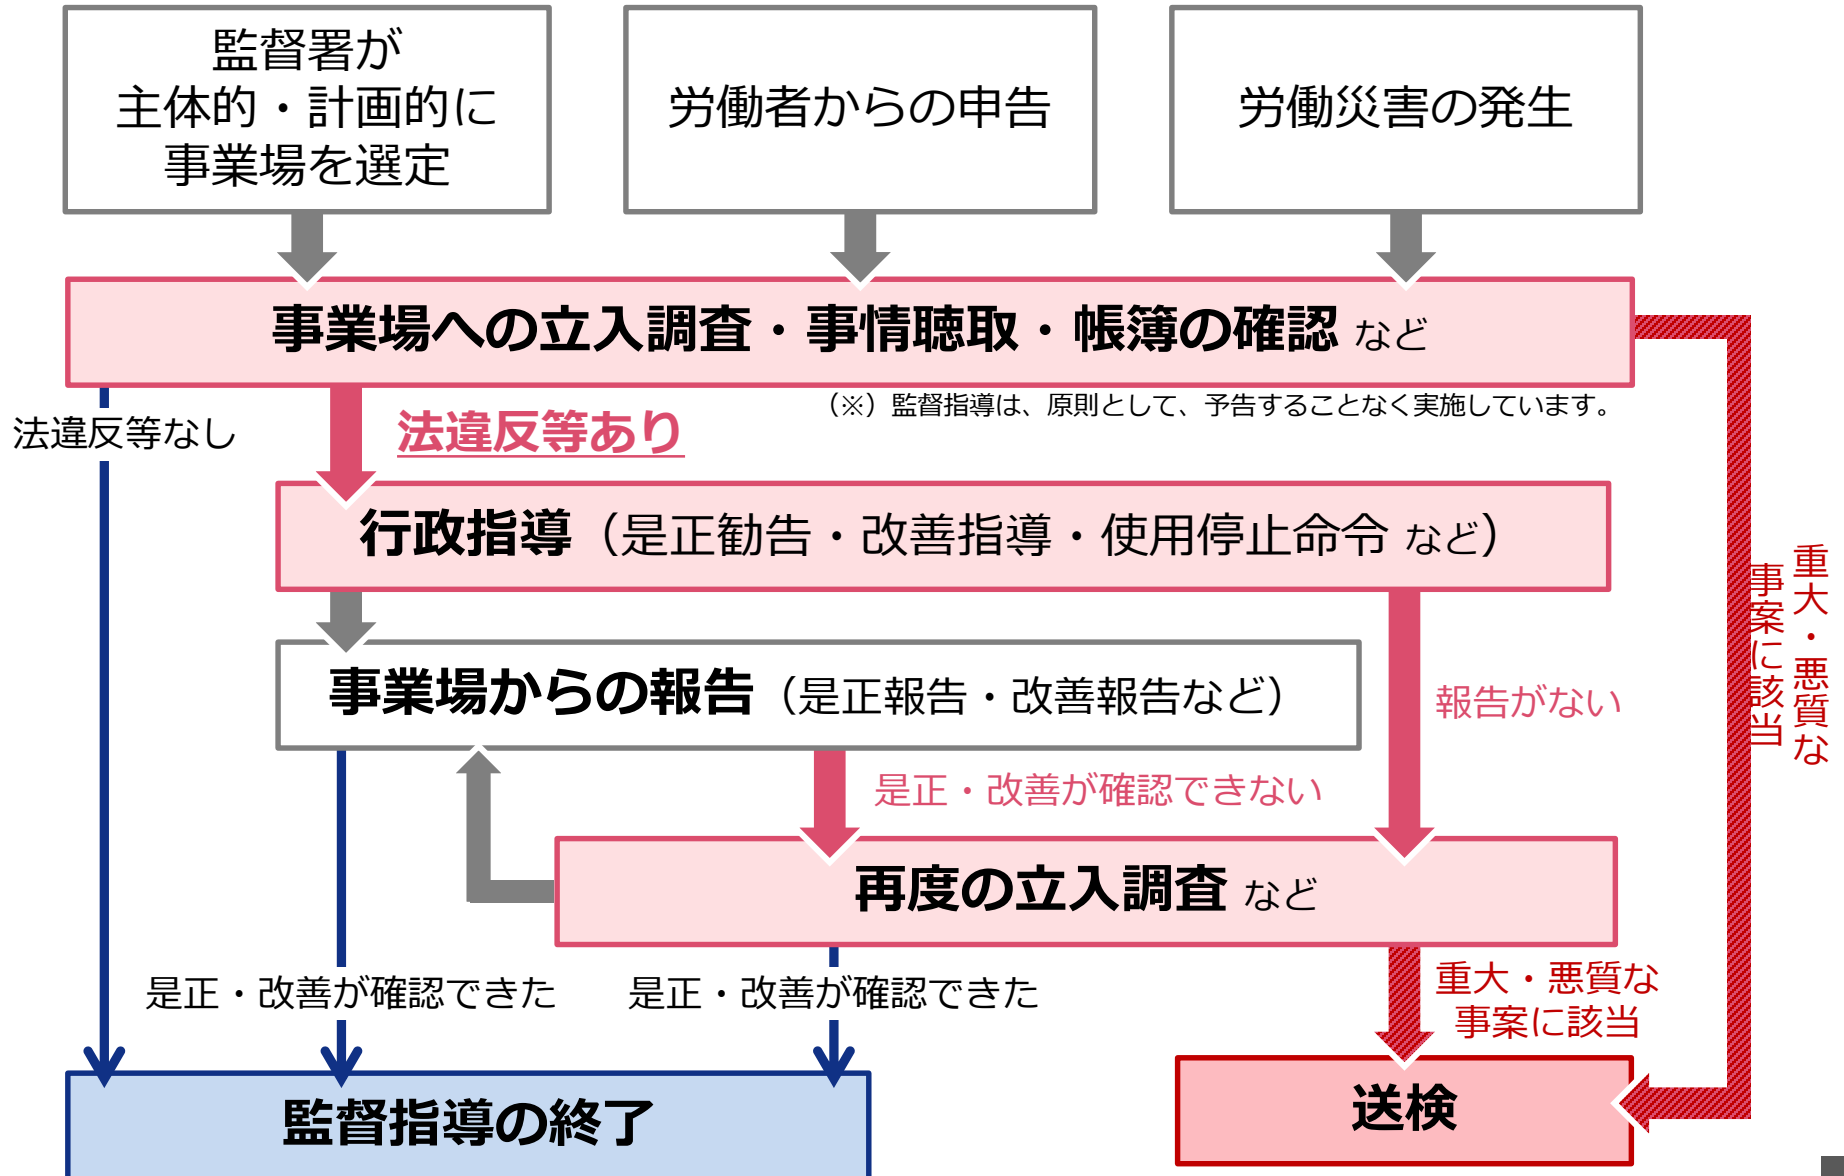 監督署が
主体的・計画的に
事業場を選定
労働者からの申告
労働災害の発生
事業場への立入調査・事情聴取・帳簿の確認 など
(※)監督指導は、原則として、予告することなく実施しています。
法違反等なし
法違反等あり
行政指導(是正勧告・改善指導・使用停止命令 など)
事業場からの報告(是正報告・改善報告など)
報告がない
重大・悪質な
事案に該当
是正・改善が確認できない
再度の立入調査 など
是正・改善が確認できた
是正・改善が確認できた
重大・悪質な
事案に該当
監督指導の終了
送検